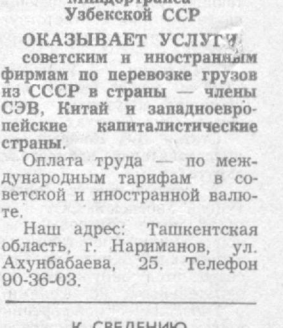 Миндортранса
Узбекской ССР
ОКАЗЫВАЕТ УСЛУГИ
советским и иностранным
фирмам по перевозке грузов
из СССР в страны — члены
СЭВ, Китай и западноевро-
пейские капиталистические
страны.
Оплата труда — по меж-
дународным тарифам в со-
ветской и иностранной валю-
те.
Наш адрес: Ташкентская
область, г. Нариманов, ул.
Ахунбабаева, 25. Телефон
90-36-03.
К СВЕДЕНИЮ